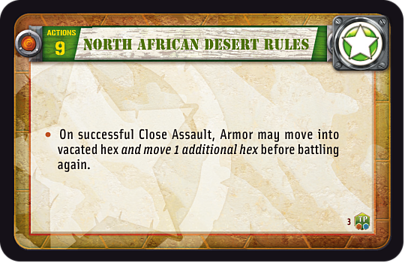 ACTIONS
9
NORTH AFRICAN DESERT RULES
• On successful Close Assault, Armor may move into
vacated hex and move 1 additional hex before battling
again.
3